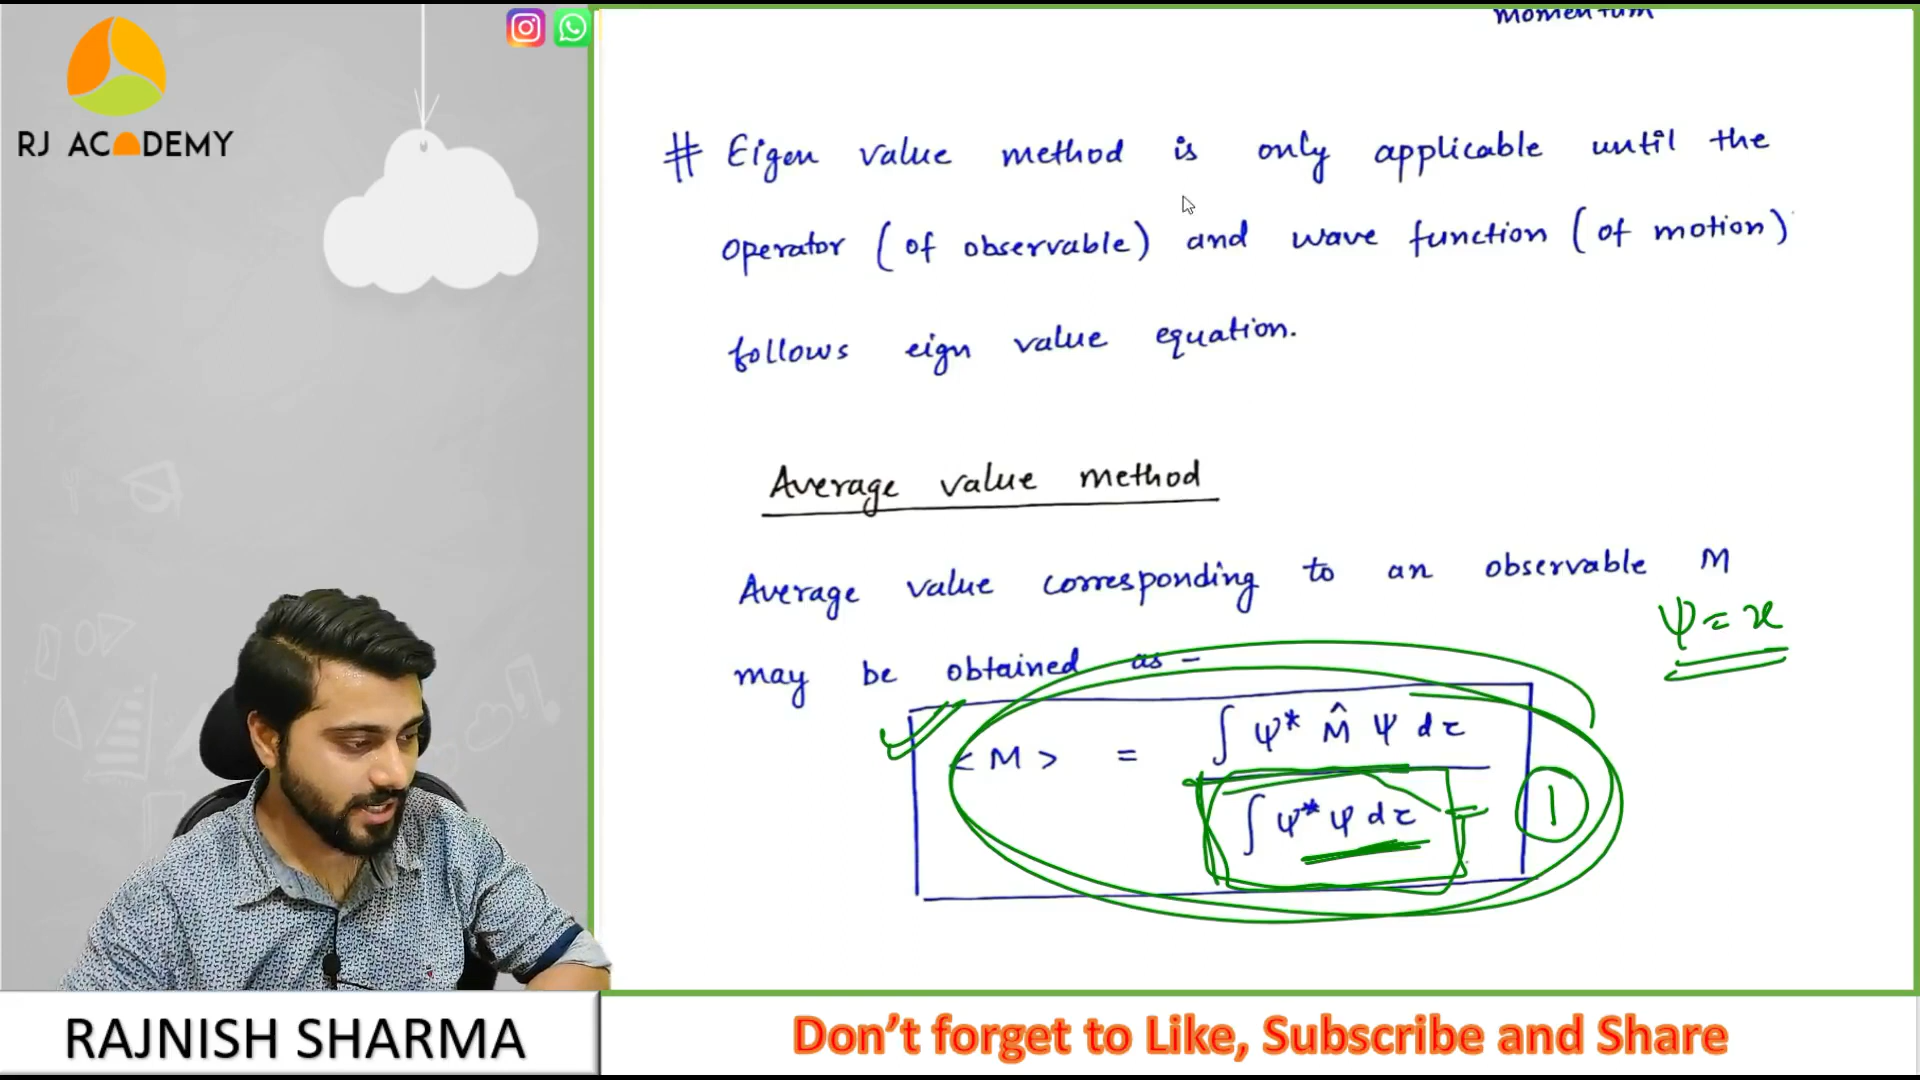 momentum
RJ ACADEMY
# Eigen value method is only applicable until the
operator (of observable) and wave function (of motion)
follows eign value equation.
Average value method
Average value corresponding to an observable M
ψ = x
may be obtained as –
< M > = ∫ ψ* M̂ ψ dτ
∫ ψ* ψ dτ = 1
RAJNISH SHARMA
Don’t forget to Like, Subscribe and Share